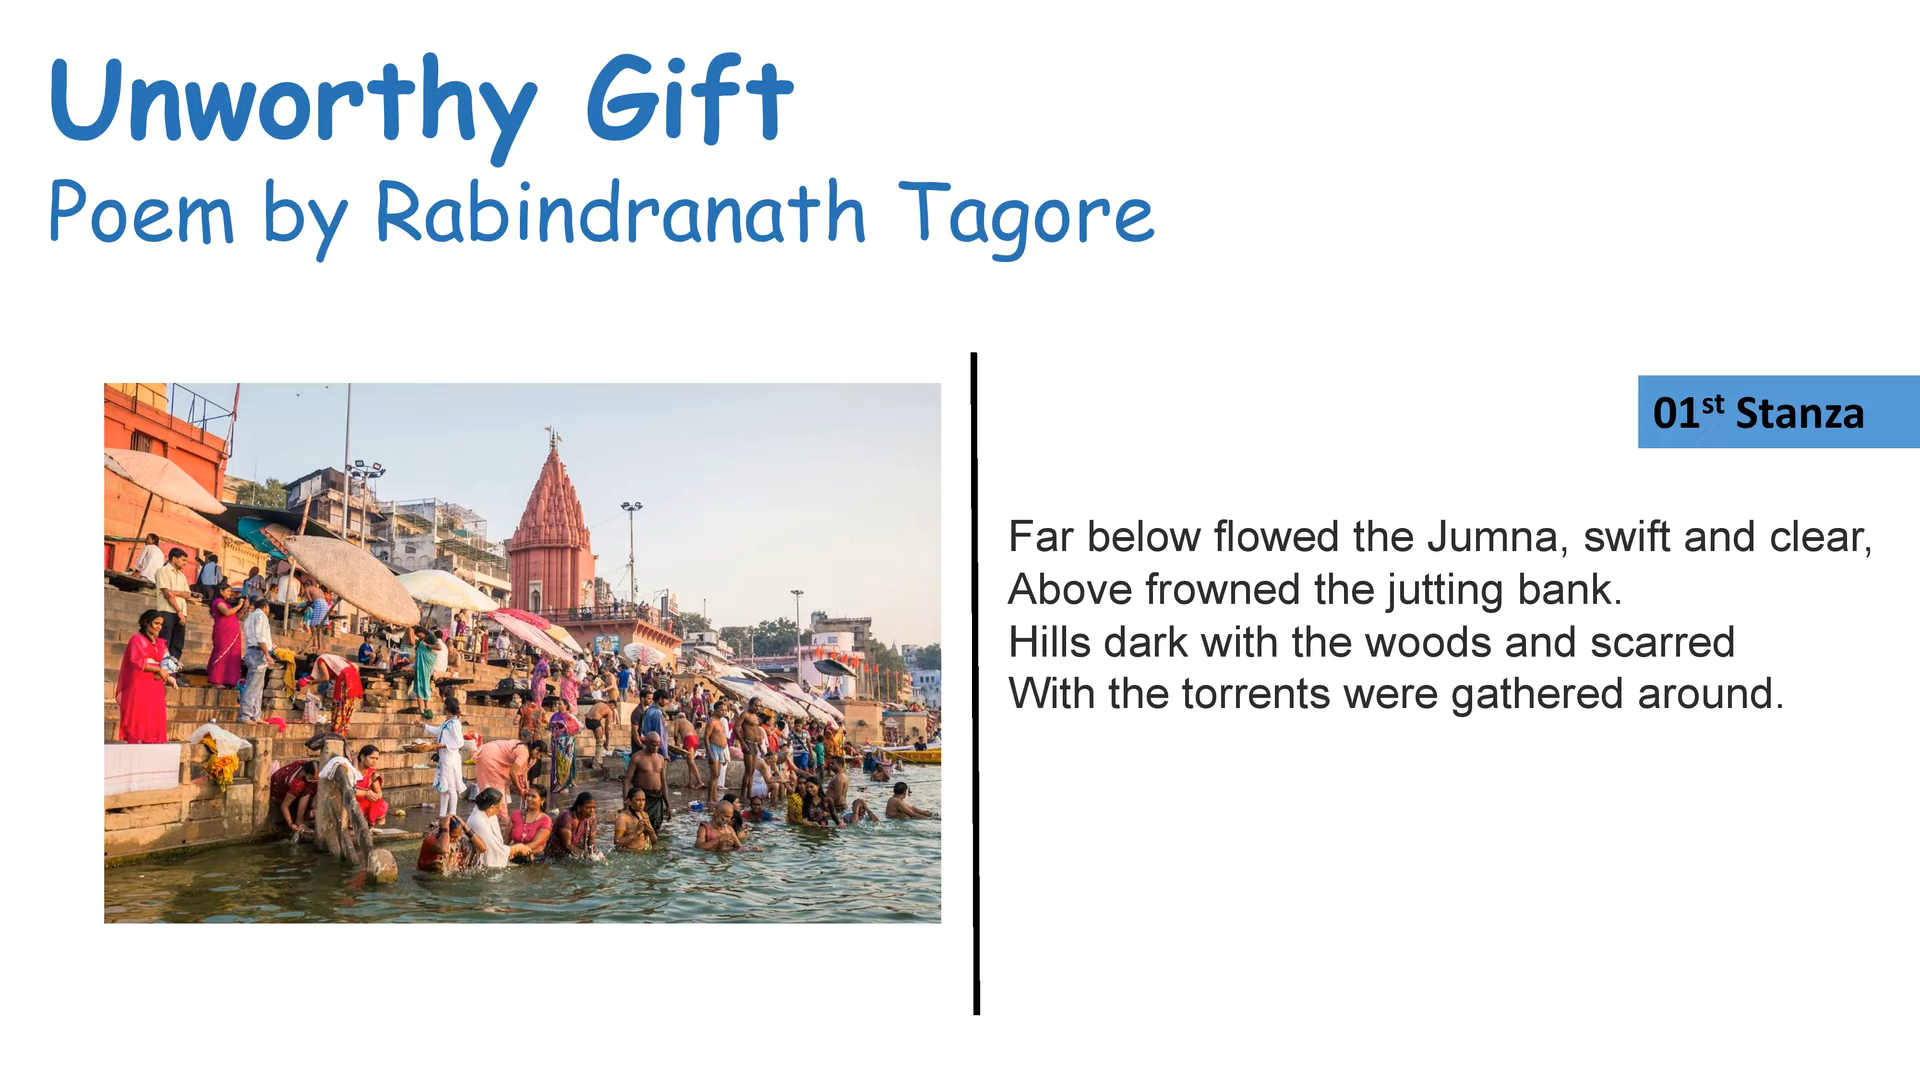 Unworthy Gift
Poem by Rabindranath Tagore
01st Stanza
Far below flowed the Jumna, swift and clear,
Above frowned the jutting bank.
Hills dark with the woods and scarred
With the torrents were gathered around.